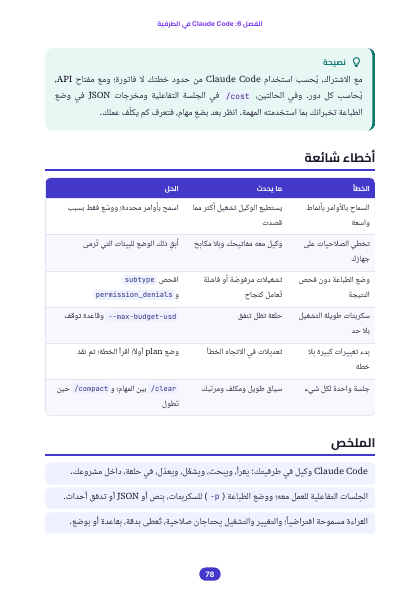 الفصل 6: Claude Code في الطرفية
نصيحة
مع الاشتراك، يُحسب استخدام Claude Code من حدود خطتك لا فاتورة؛ ومع مفتاح API،
يُحاسب كل دور. وفي الحالتين، /cost في الجلسة التفاعلية ومخرجات JSON في وضع
الطباعة تخبرانك بما استخدمته المهمة. انظر بعد بضع مهام، فتعرف كم يكلّف عملك.
أخطاء شائعة
الخطأ ما يحدث الحل
السماح بالأوامر بأنماط يستطيع الوكيل تشغيل أكثر مما اسمح بأوامر محددة؛ ووسّع فقط بسبب
واسعة قصدت
تخطي الصلاحيات على وكيل معه مفاتيحك وبلا مكابح أبقِ ذلك الوضع للبيئات التي تُرمى
جهازك
وضع الطباعة دون فحص تشغيلات مرفوضة أو فاشلة افحص subtype
النتيجة تُعامل كنجاح و permission_denials
سكربتات طويلة التشغيل حلقة تظل تنفق --max-budget-usd وقاعدة توقف
بلا حد
بدء تغييرات كبيرة بلا تعديلات في الاتجاه الخطأ وضع plan أولًا؛ اقرأ الخطة؛ ثم نفّذ
خطة
جلسة واحدة لكل شيء سياق طويل ومكلف ومرتبك /clear بين المهام؛ و /compact حين
تطول
الملخص
Claude Code وكيل في طرفيتك: يقرأ، ويبحث، ويشغّل، ويعدّل، في حلقة، داخل مشروعك.
الجلسات التفاعلية للعمل معه؛ ووضع الطباعة ( -p ) للسكربتات، بنص أو JSON أو تدفق أحداث.
القراءة مسموحة افتراضياً؛ والتغيير والتشغيل يحتاجان صلاحية، تُعطى بدقة، بقاعدة أو بوضع.
78